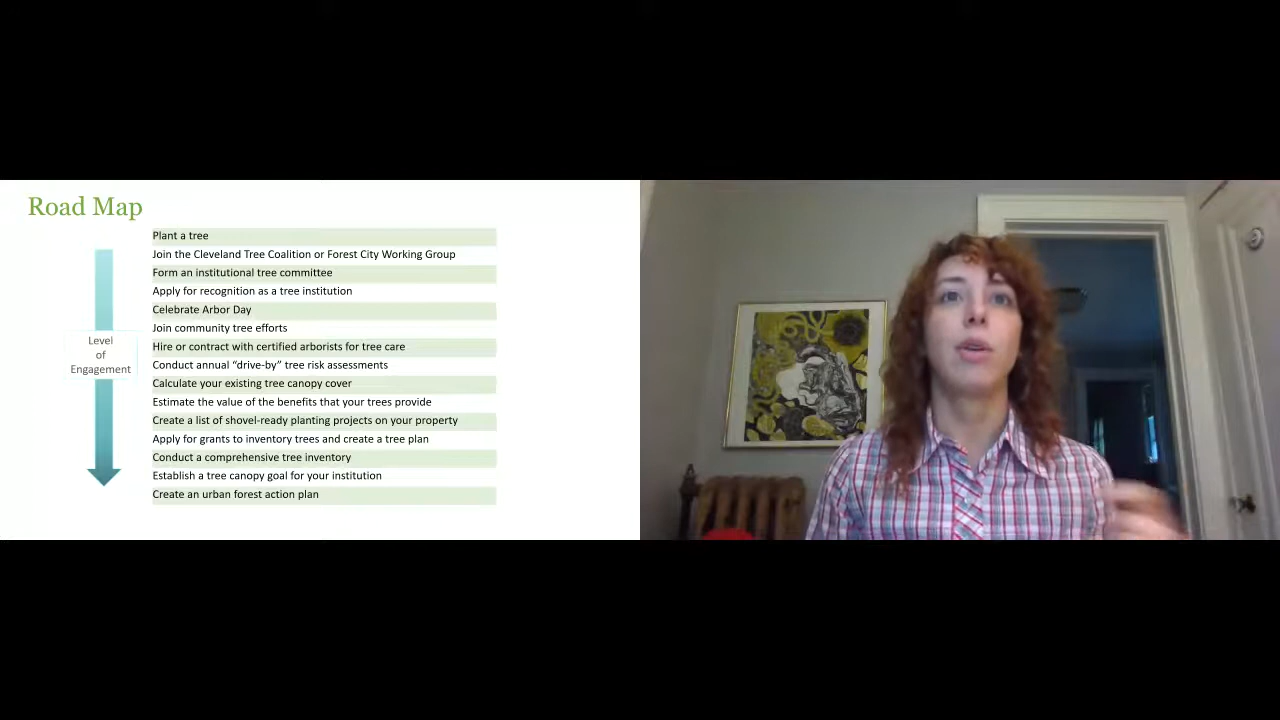 Road Map
Plant a tree
Join the Cleveland Tree Coalition or Forest City Working Group
Form an institutional tree committee
Apply for recognition as a tree institution
Celebrate Arbor Day
Join community tree efforts
Hire or contract with certified arborists for tree care
Conduct annual “drive-by” tree risk assessments
Calculate your existing tree canopy cover
Estimate the value of the benefits that your trees provide
Create a list of shovel-ready planting projects on your property
Apply for grants to inventory trees and create a tree plan
Conduct a comprehensive tree inventory
Establish a tree canopy goal for your institution
Create an urban forest action plan
Level
of
Engagement